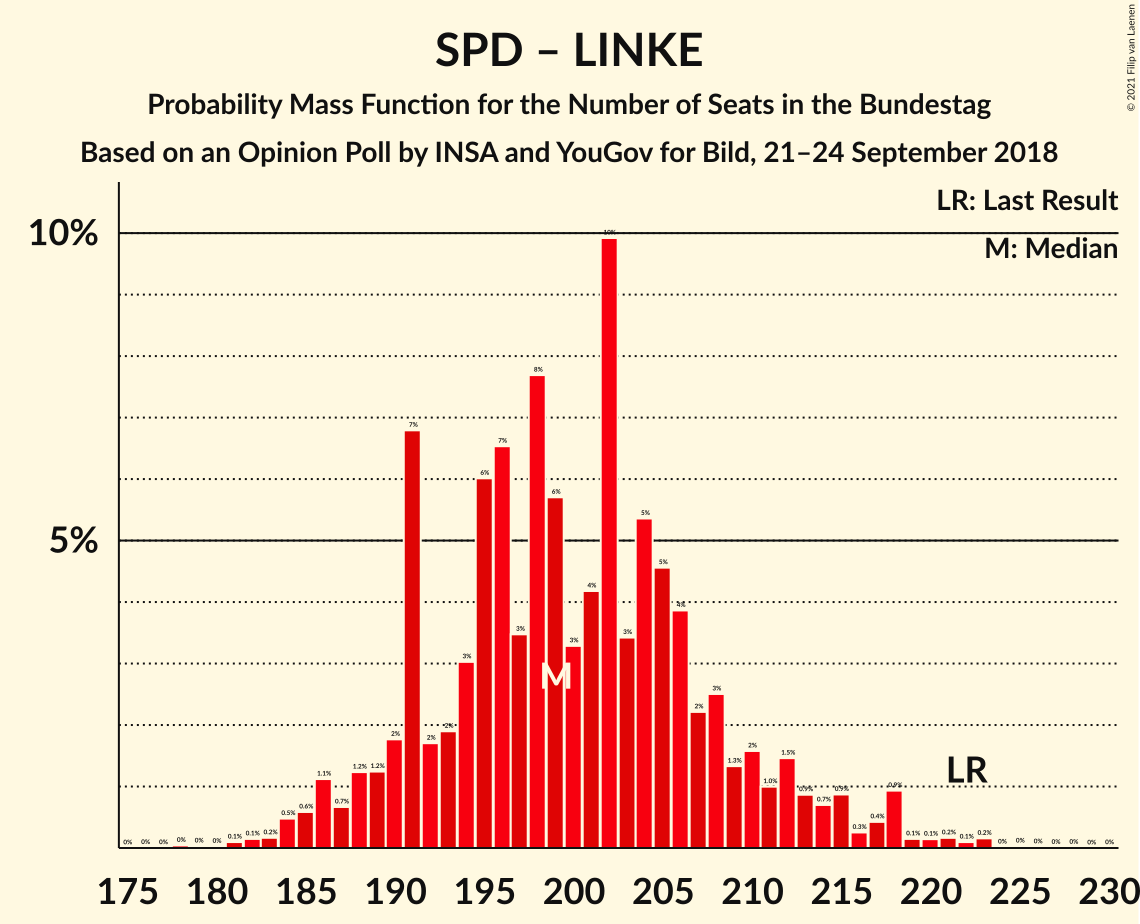 SPD – LINKE
Probability Mass Function for the Number of Seats in the Bundestag
Based on an Opinion Poll by INSA and YouGov for Bild, 21–24 September 2018
© 2021 Filip van Laenen
LR: Last Result
M: Median
10%
5%
0% 0% 0% 0% 0% 0% 0.1% 0.1% 0.2% 0.5% 0.6% 1.1% 0.7% 1.2% 1.2% 2% 7% 2% 2% 3% 6% 7% 3% 8% 6% 3% 4% 10% 3% 5% 5% 4% 2% 3% 1.3% 2% 1.0% 1.5% 0.9% 0.7% 0.9% 0.3% 0.4% 0.9% 0.1% 0.1% 0.2% 0.1% 0.2% 0% 0% 0% 0% 0% 0% 0%
M
LR
175 180 185 190 195 200 205 210 215 220 225 230